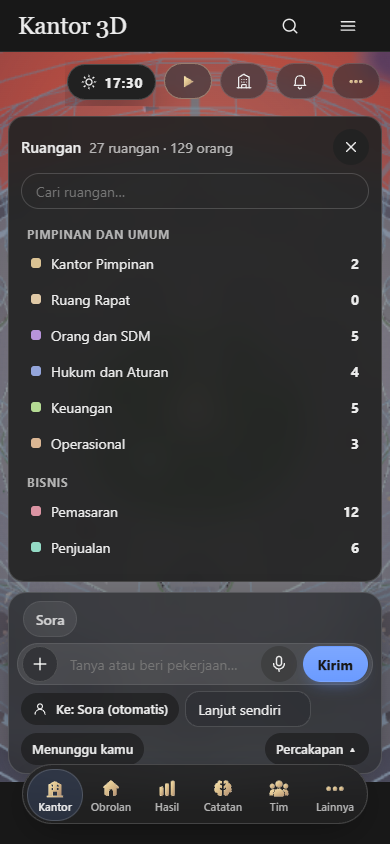 Kantor 3D
17:30
Ruangan 27 ruangan · 129 orang
Cari ruangan...
PIMPINAN DAN UMUM
Kantor Pimpinan 2
Ruang Rapat 0
Orang dan SDM 5
Hukum dan Aturan 4
Keuangan 5
Operasional 3
BISNIS
Pemasaran 12
Penjualan 6
Sora
Tanya atau beri pekerjaan... Kirim
Ke: Sora (otomatis) Lanjut sendiri
Menunggu kamu Percakapan
Kantor Obrolan Hasil Catatan Tim Lainnya